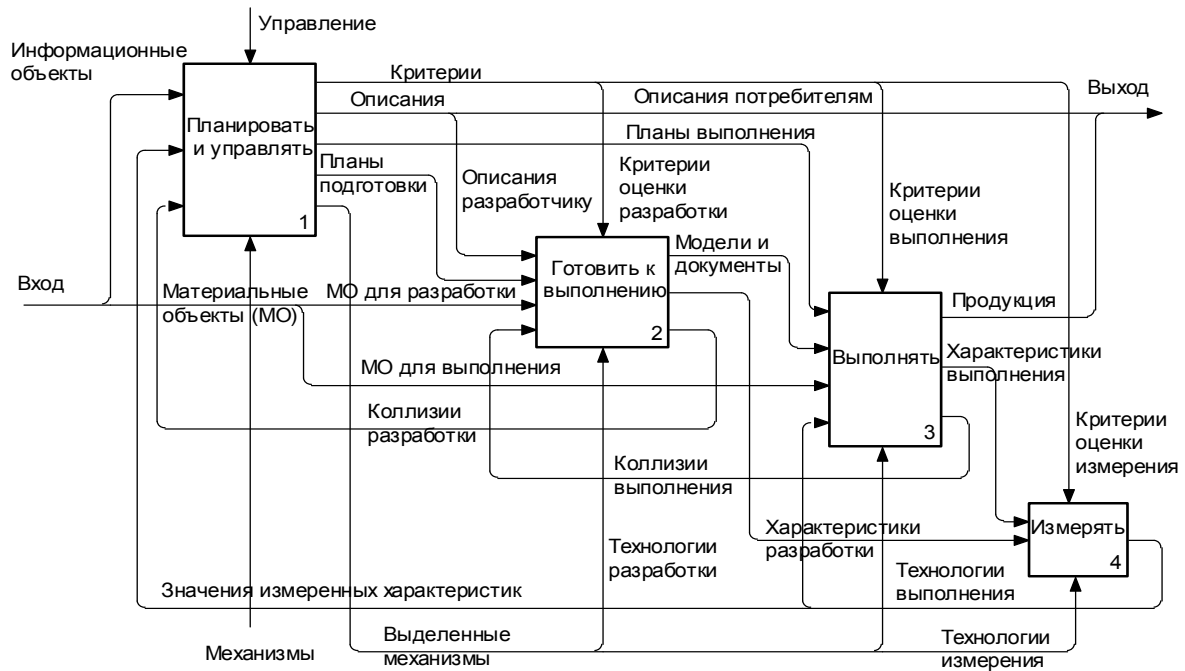 Управление
Информационные
объекты
Критерии
Выход
Описания
Описания потребителям
Планировать
и управлять
1
Планы выполнения
Планы
подготовки
Описания
разработчику
Критерии
оценки
разработки
Критерии
оценки
выполнения
Модели и
документы
Готовить к
выполнению
2
Вход
Материальные
объекты (МО)
МО для разработки
Продукция
Выполнять
3
Характеристики
выполнения
МО для выполнения
Коллизии
разработки
Критерии
оценки
измерения
Коллизии
выполнения
Измерять
4
Характеристики
разработки
Технологии
разработки
Технологии
выполнения
Значения измеренных характеристик
Механизмы
Выделенные
механизмы
Технологии
измерения